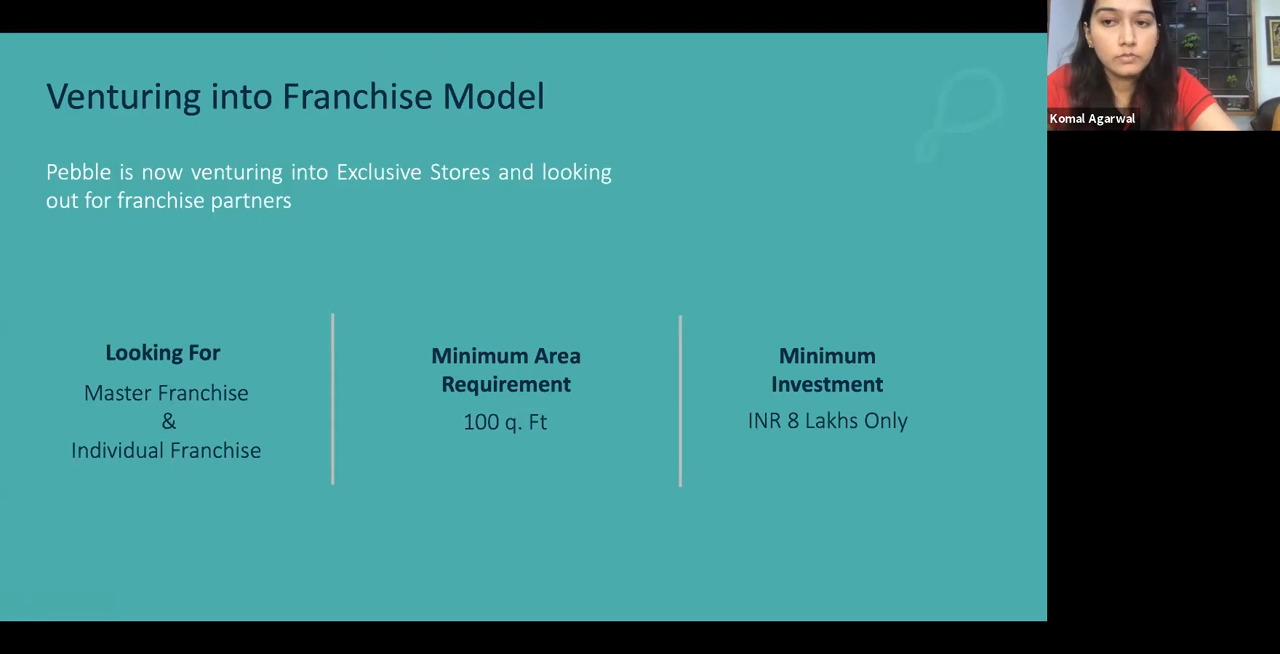 Venturing into Franchise Model
Pebble is now venturing into Exclusive Stores and looking
out for franchise partners
Looking For
Master Franchise
&
Individual Franchise
Minimum Area
Requirement
100 q. Ft
Minimum
Investment
INR 8 Lakhs Only
Komal Agarwal